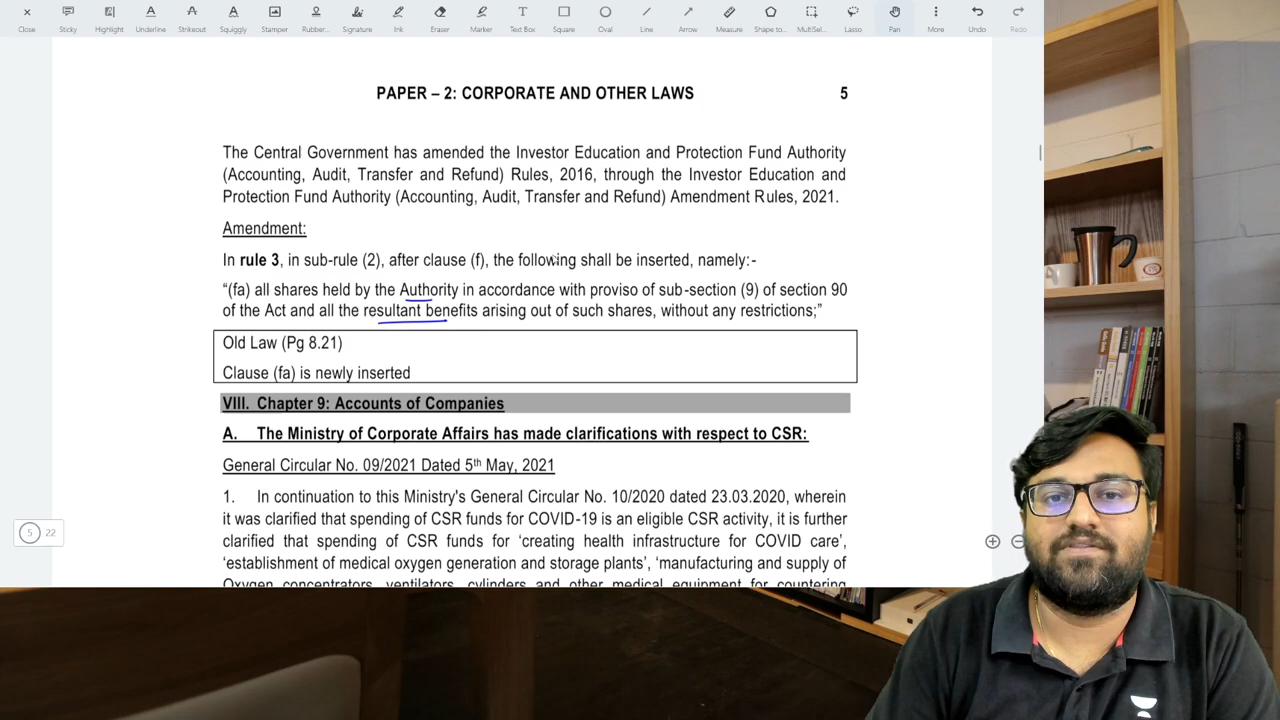 Close Sticky Highlight Underline Strikeout Squiggly Stamper Rubber... Signature Ink Eraser Marker Text Box Square Oval Line Arrow Measure Shape to... MultiSel... Lasso Pan More Undo Redo
PAPER – 2: CORPORATE AND OTHER LAWS 5
The Central Government has amended the Investor Education and Protection Fund Authority
(Accounting, Audit, Transfer and Refund) Rules, 2016, through the Investor Education and
Protection Fund Authority (Accounting, Audit, Transfer and Refund) Amendment Rules, 2021.
Amendment:
In rule 3, in sub-rule (2), after clause (f), the following shall be inserted, namely:-
“(fa) all shares held by the Authority in accordance with proviso of sub-section (9) of section 90
of the Act and all the resultant benefits arising out of such shares, without any restrictions;”
Old Law (Pg 8.21)
Clause (fa) is newly inserted
VIII. Chapter 9: Accounts of Companies
A. The Ministry of Corporate Affairs has made clarifications with respect to CSR:
General Circular No. 09/2021 Dated 5th May, 2021
1. In continuation to this Ministry's General Circular No. 10/2020 dated 23.03.2020, wherein
it was clarified that spending of CSR funds for COVID-19 is an eligible CSR activity, it is further
clarified that spending of CSR funds for ‘creating health infrastructure for COVID care’,
‘establishment of medical oxygen generation and storage plants’, ‘manufacturing and supply of
Oxygen concentrators, ventilators, cylinders and other medical equipment for countering
5 22